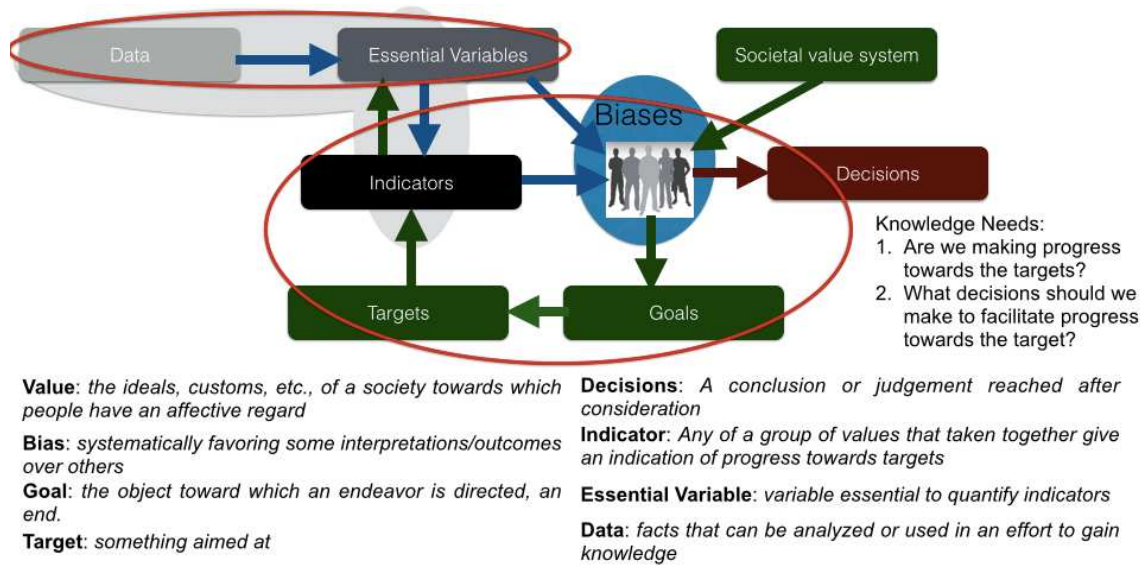 Data
Essential Variables
Societal value system
Biases
Indicators
Decisions
Targets
Goals
Knowledge Needs:
1. Are we making progress
towards the targets?
2. What decisions should we
make to facilitate progress
towards the target?
Value: the ideals, customs, etc., of a society towards which
people have an affective regard
Bias: systematically favoring some interpretations/outcomes
over others
Goal: the object toward which an endeavor is directed, an
end.
Target: something aimed at
Decisions: A conclusion or judgement reached after
consideration
Indicator: Any of a group of values that taken together give
an indication of progress towards targets
Essential Variable: variable essential to quantify indicators
Data: facts that can be analyzed or used in an effort to gain
knowledge